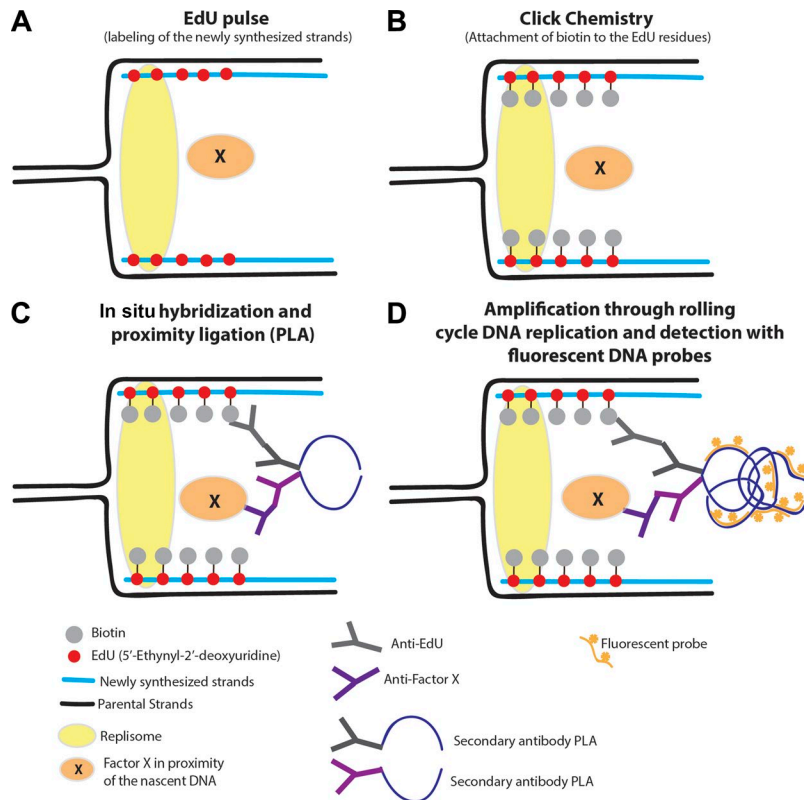 A
EdU pulse
(labeling of the newly synthesized strands)
X
B
Click Chemistry
(Attachment of biotin to the EdU residues)
X
C
In situ hybridization and
proximity ligation (PLA)
X
D
Amplification through rolling
cycle DNA replication and detection with
fluorescent DNA probes
X
Biotin
EdU (5′-Ethynyl-2′-deoxyuridine)
Newly synthesized strands
Parental Strands
Replisome
X
Factor X in proximity
of the nascent DNA
Anti-EdU
Anti-Factor X
Secondary antibody PLA
Secondary antibody PLA
Fluorescent probe